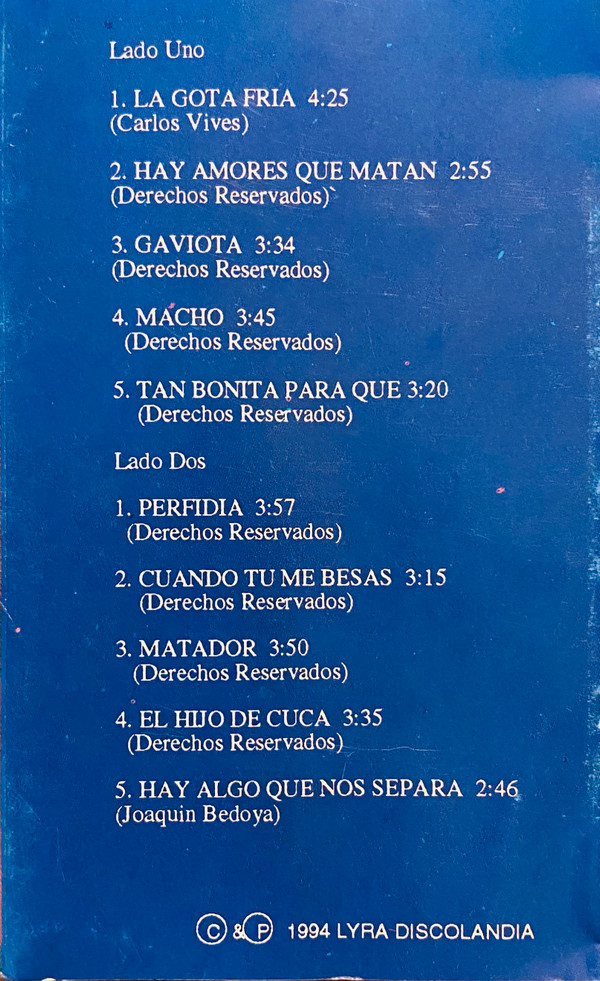 Lado Uno
1. LA GOTA FRIA 4:25
(Carlos Vives)
2. HAY AMORES QUE MATAN 2:55
(Derechos Reservados)`
3. GAVIOTA 3:34
(Derechos Reservados)
4. MACHO 3:45
(Derechos Reservados)
5. TAN BONITA PARA QUE 3:20
(Derechos Reservados)
Lado Dos
1. PERFIDIA 3:57
(Derechos Reservados)
2. CUANDO TU ME BESAS 3:15
(Derechos Reservados)
3. MATADOR 3:50
(Derechos Reservados)
4. EL HIJO DE CUCA 3:35
(Derechos Reservados)
5. HAY ALGO QUE NOS SEPARA 2:46
(Joaquin Bedoya)
Ⓒ & Ⓟ 1994 LYRA DISCOLANDIA